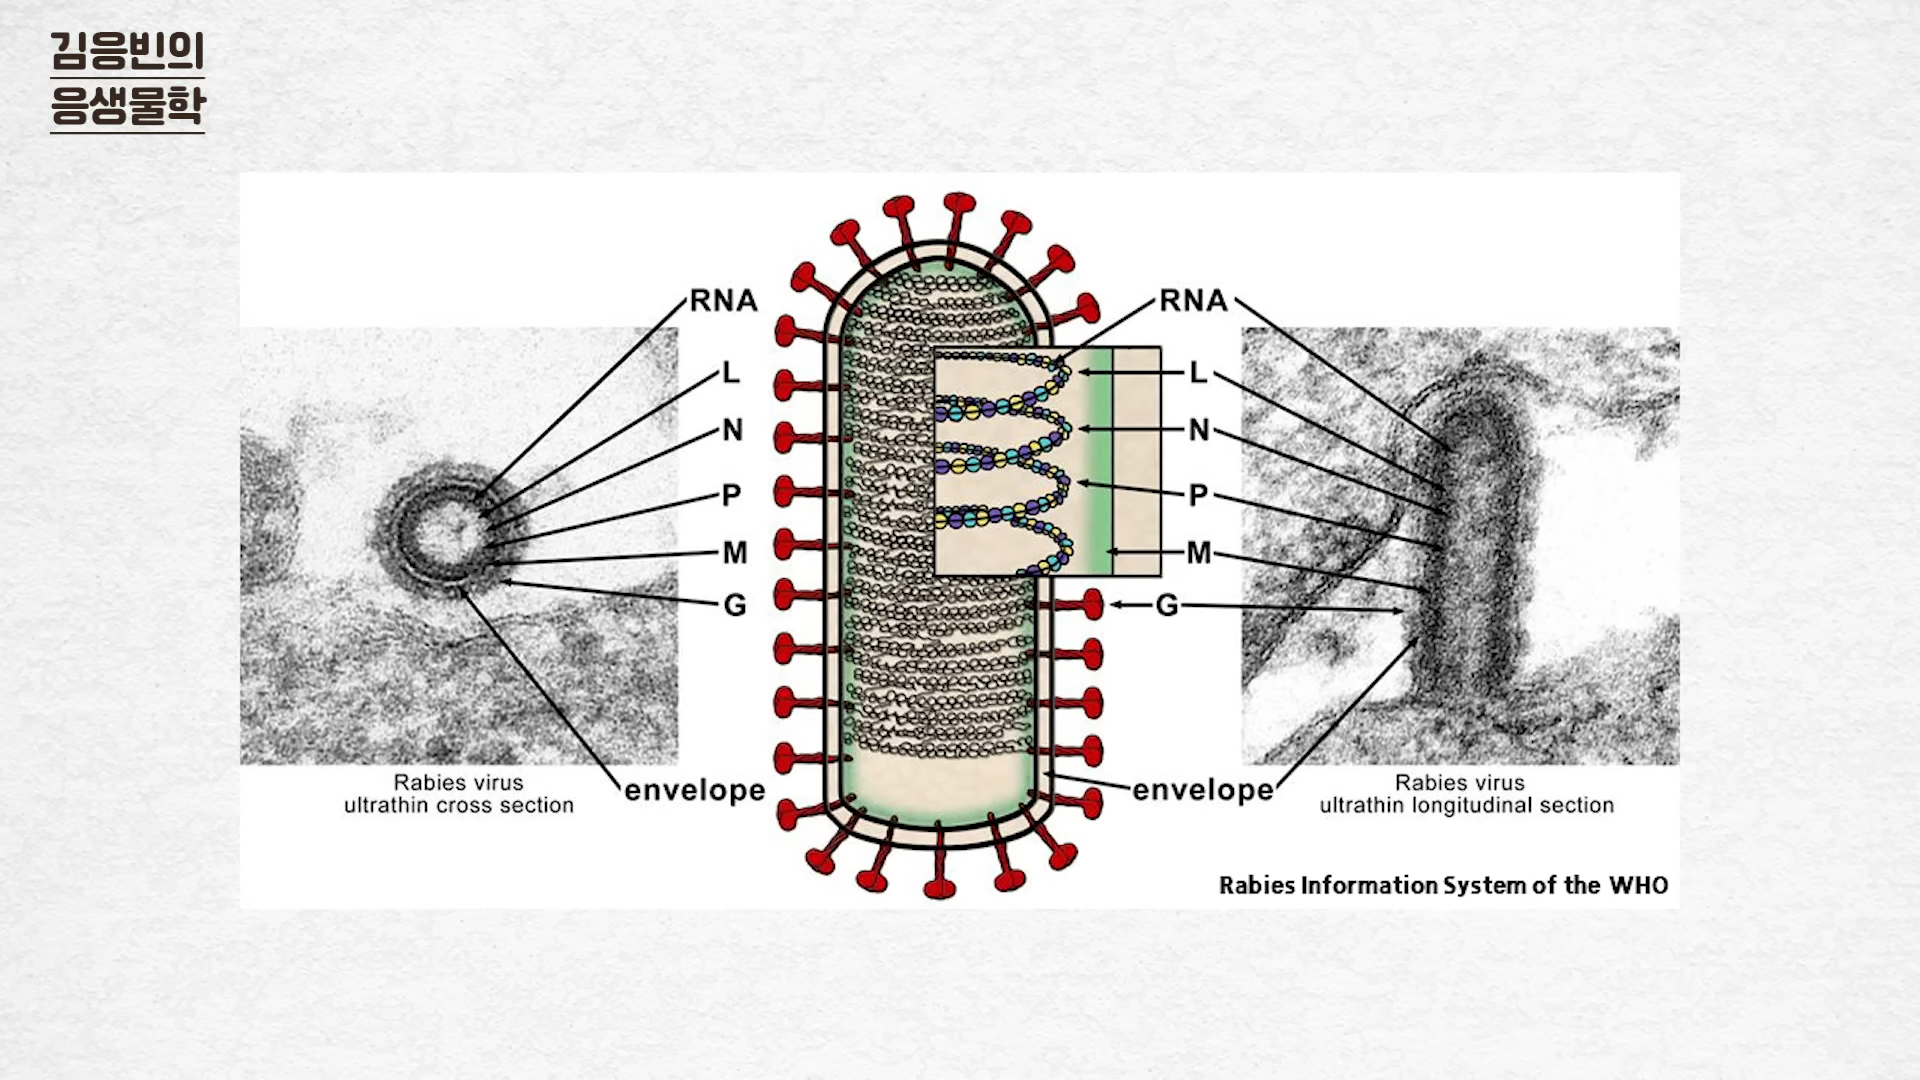 김응빈의
응생물학
RNA
L
N
P
M
G
envelope
RNA
L
N
P
M
G
envelope
Rabies virus
ultrathin cross section
Rabies virus
ultrathin longitudinal section
Rabies Information System of the WHO